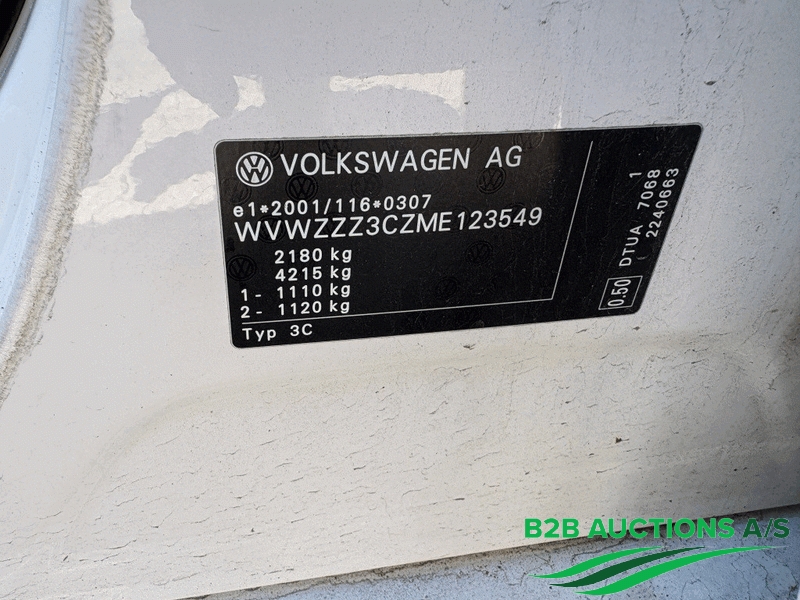 VOLKSWAGEN AG
e1*2001/116*0307
WVWZZZ3CZME123549
2180 kg
4215 kg
1- 1110 kg
2- 1120 kg
Typ 3C
0.50
DTUA 7068 1
2240663
B2B AUCTIONS A/S